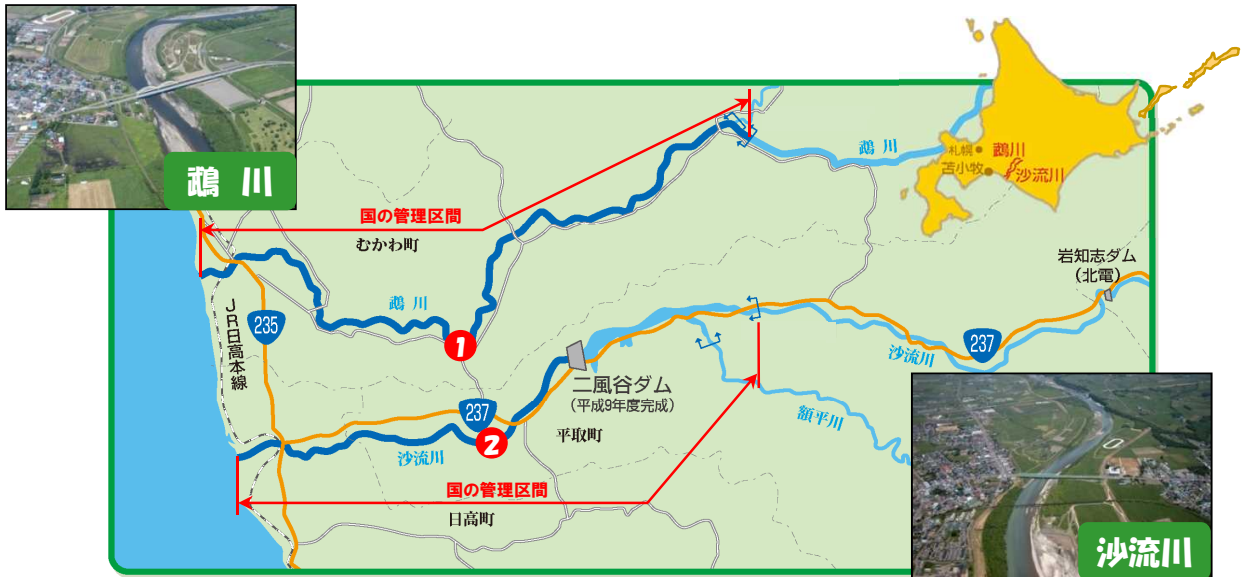 鵡川
札幌
鵡川
苫小牧
沙流川
鵡川
国の管理区間
むかわ町
岩知志ダム
(北電)
鵡川
JR日高本線
235
1
237
沙流川
二風谷ダム
(平成9年度完成)
237
2
額平川
平取町
沙流川
国の管理区間
日高町
沙流川